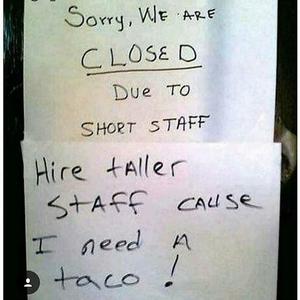 Sorry, WE ARE
CLOSED
DUE TO
SHORT STAFF
Hire tAller
STAFF CAUSE
I need A
taco!